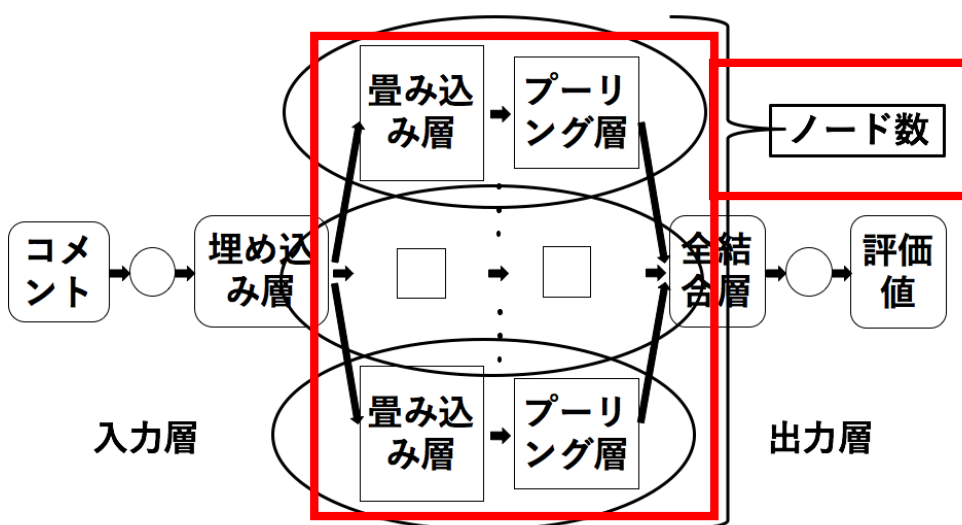 畳み込
み層
プーリ
ング層
ノード数
コメ
ント
埋め込
み層
全結
合層
評価
値
畳み込
み層
プーリ
ング層
入力層
出力層